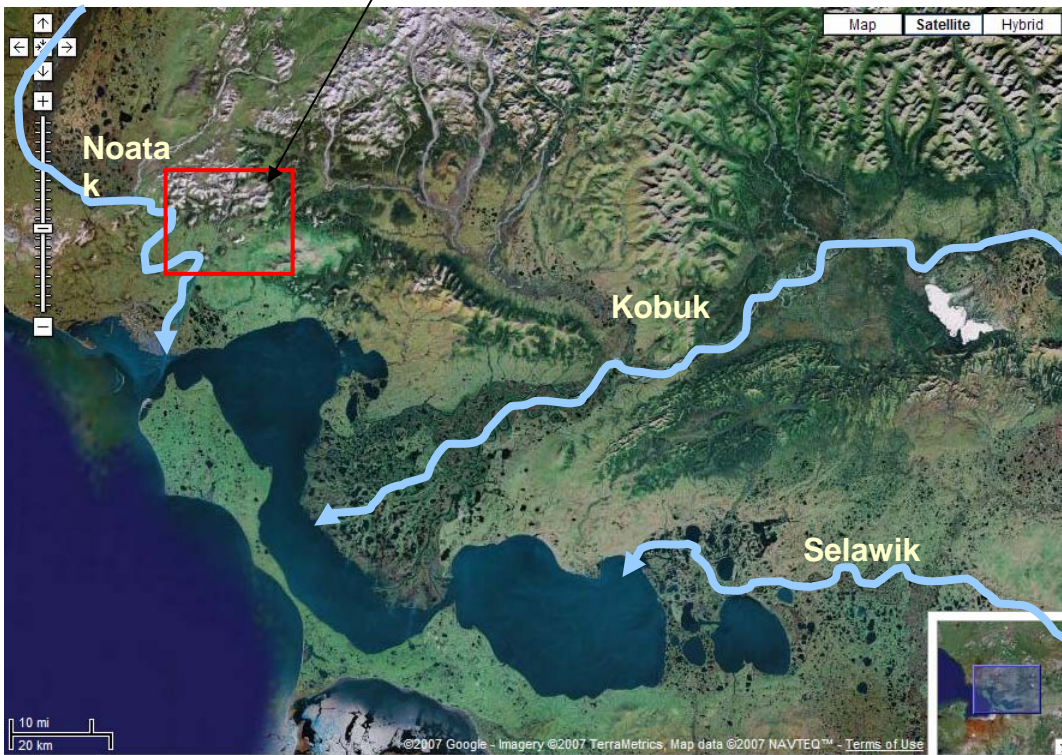 Map Satellite Hybrid
Noata
k
Kobuk
Selawik
10 mi
20 km
©2007 Google - Imagery ©2007 TerraMetrics, Map data ©2007 NAVTEQ™ - Terms of Use